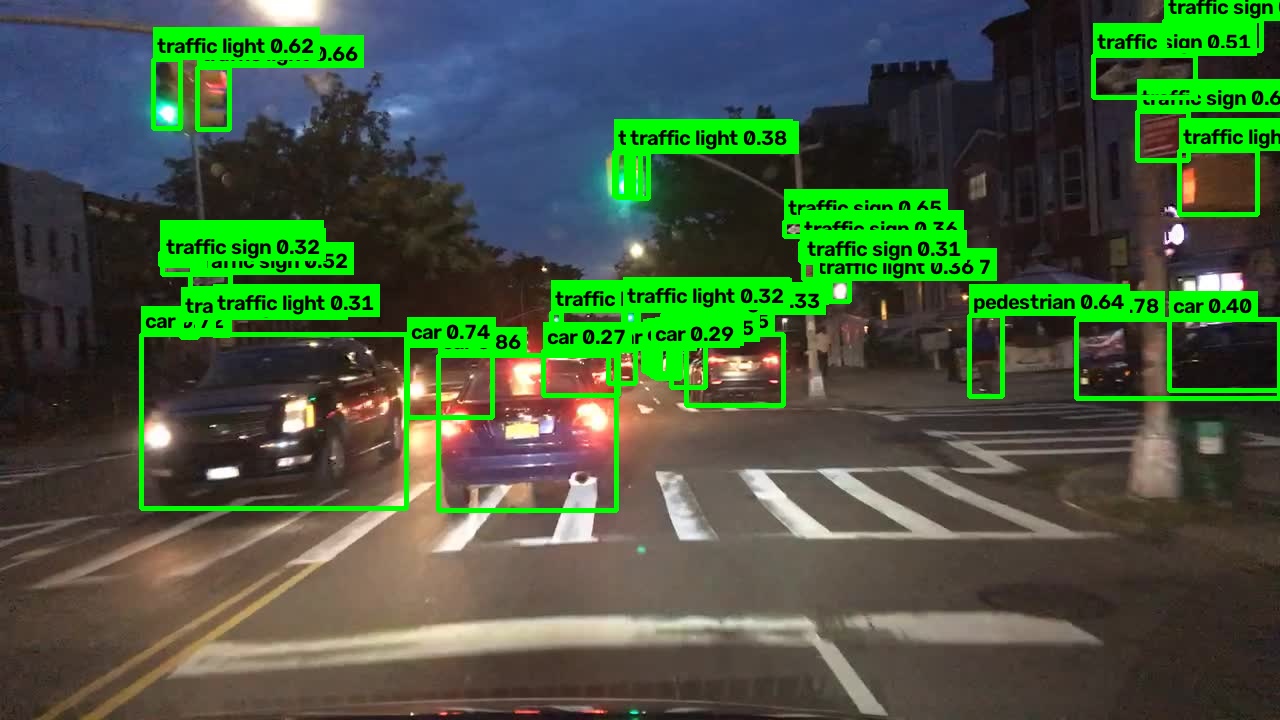 traffic sign
traffic light 0.62
0.66
traffic sign 0.51
traffic sign 0.6
traffic light 0.38
traffic ligh
traffic sign 0.65
traffic sign 0.36
traffic sign 0.32
traffic sign 0.31
traffic sign 0.52
traffic light 0.36 7
traffic light 0.31
traffic light 0.32
.33
pedestrian 0.64
.78
car 0.40
car 0.72
car 0.74
86
car 0.27
car 0.29